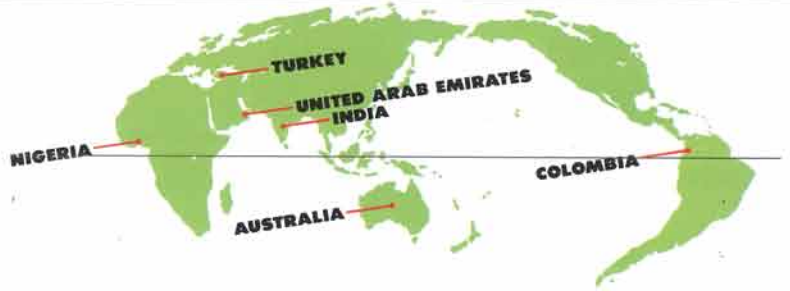 TURKEY
UNITED ARAB EMIRATES
INDIA
NIGERIA
COLOMBIA
AUSTRALIA